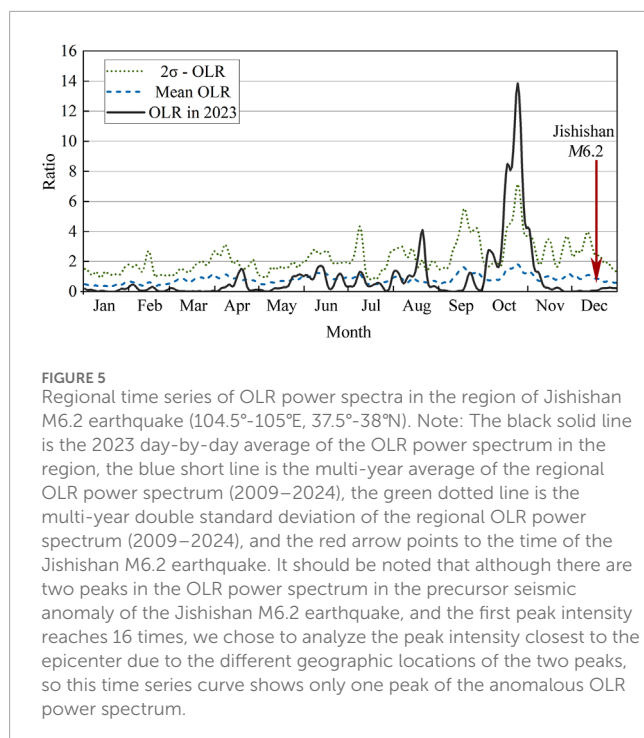 16
14
12
10
8
6
4
2
0
Ratio
2σ - OLR
Mean OLR
OLR in 2023
Jishishan
M6.2
Jan Feb Mar Apr May Jun Jul Aug Sep Oct Nov Dec
Month
FIGURE 5
Regional time series of OLR power spectra in the region of Jishishan
M6.2 earthquake (104.5°-105°E, 37.5°-38°N). Note: The black solid line
is the 2023 day-by-day average of the OLR power spectrum in the
region, the blue short line is the multi-year average of the regional
OLR power spectrum (2009–2024), the green dotted line is the
multi-year double standard deviation of the regional OLR power
spectrum (2009–2024), and the red arrow points to the time of the
Jishishan M6.2 earthquake. It should be noted that although there are
two peaks in the OLR power spectrum in the precursor seismic
anomaly of the Jishishan M6.2 earthquake, and the first peak intensity
reaches 16 times, we chose to analyze the peak intensity closest to the
epicenter due to the different geographic locations of the two peaks,
so this time series curve shows only one peak of the anomalous OLR
power spectrum.